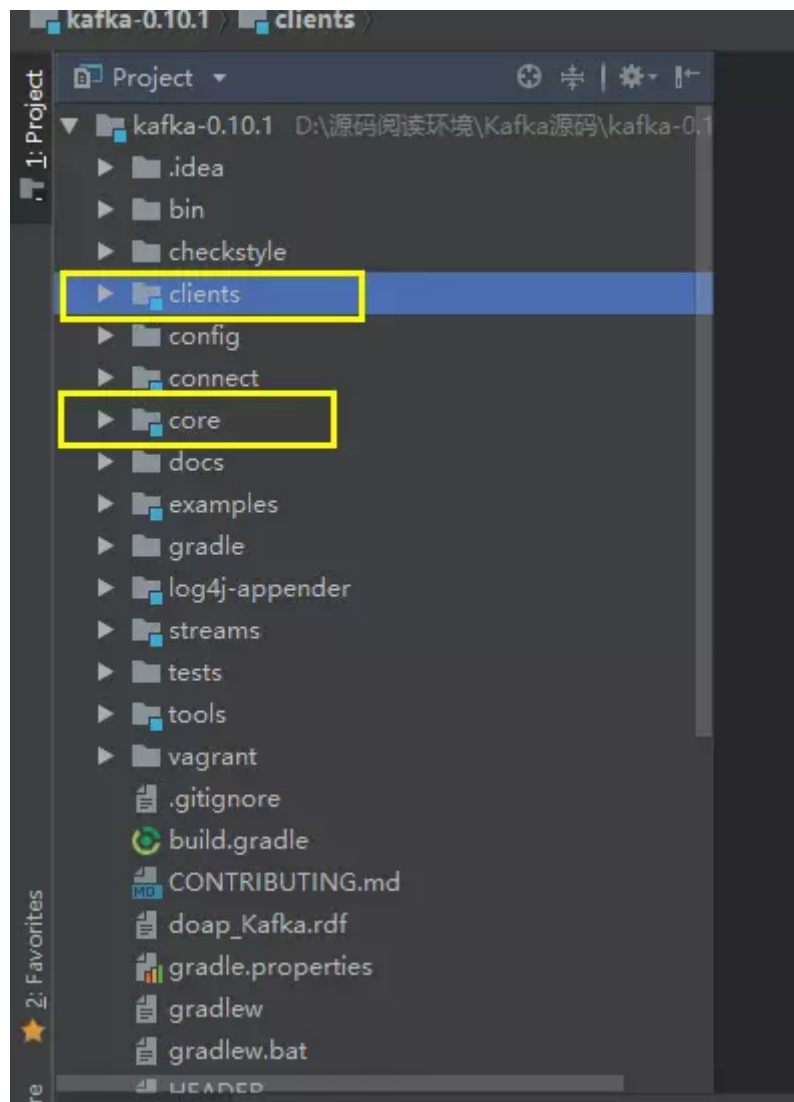 kafka-0.10.1 clients
1: Project
Project
kafka-0.10.1 D:\源码阅读环境\Kafka源码\kafka-0.1
.idea
bin
checkstyle
clients
config
connect
core
docs
examples
gradle
log4j-appender
streams
tests
tools
vagrant
.gitignore
build.gradle
MD CONTRIBUTING.md
doap_Kafka.rdf
gradle.properties
gradlew
gradlew.bat
HEADER
2: Favorites
re